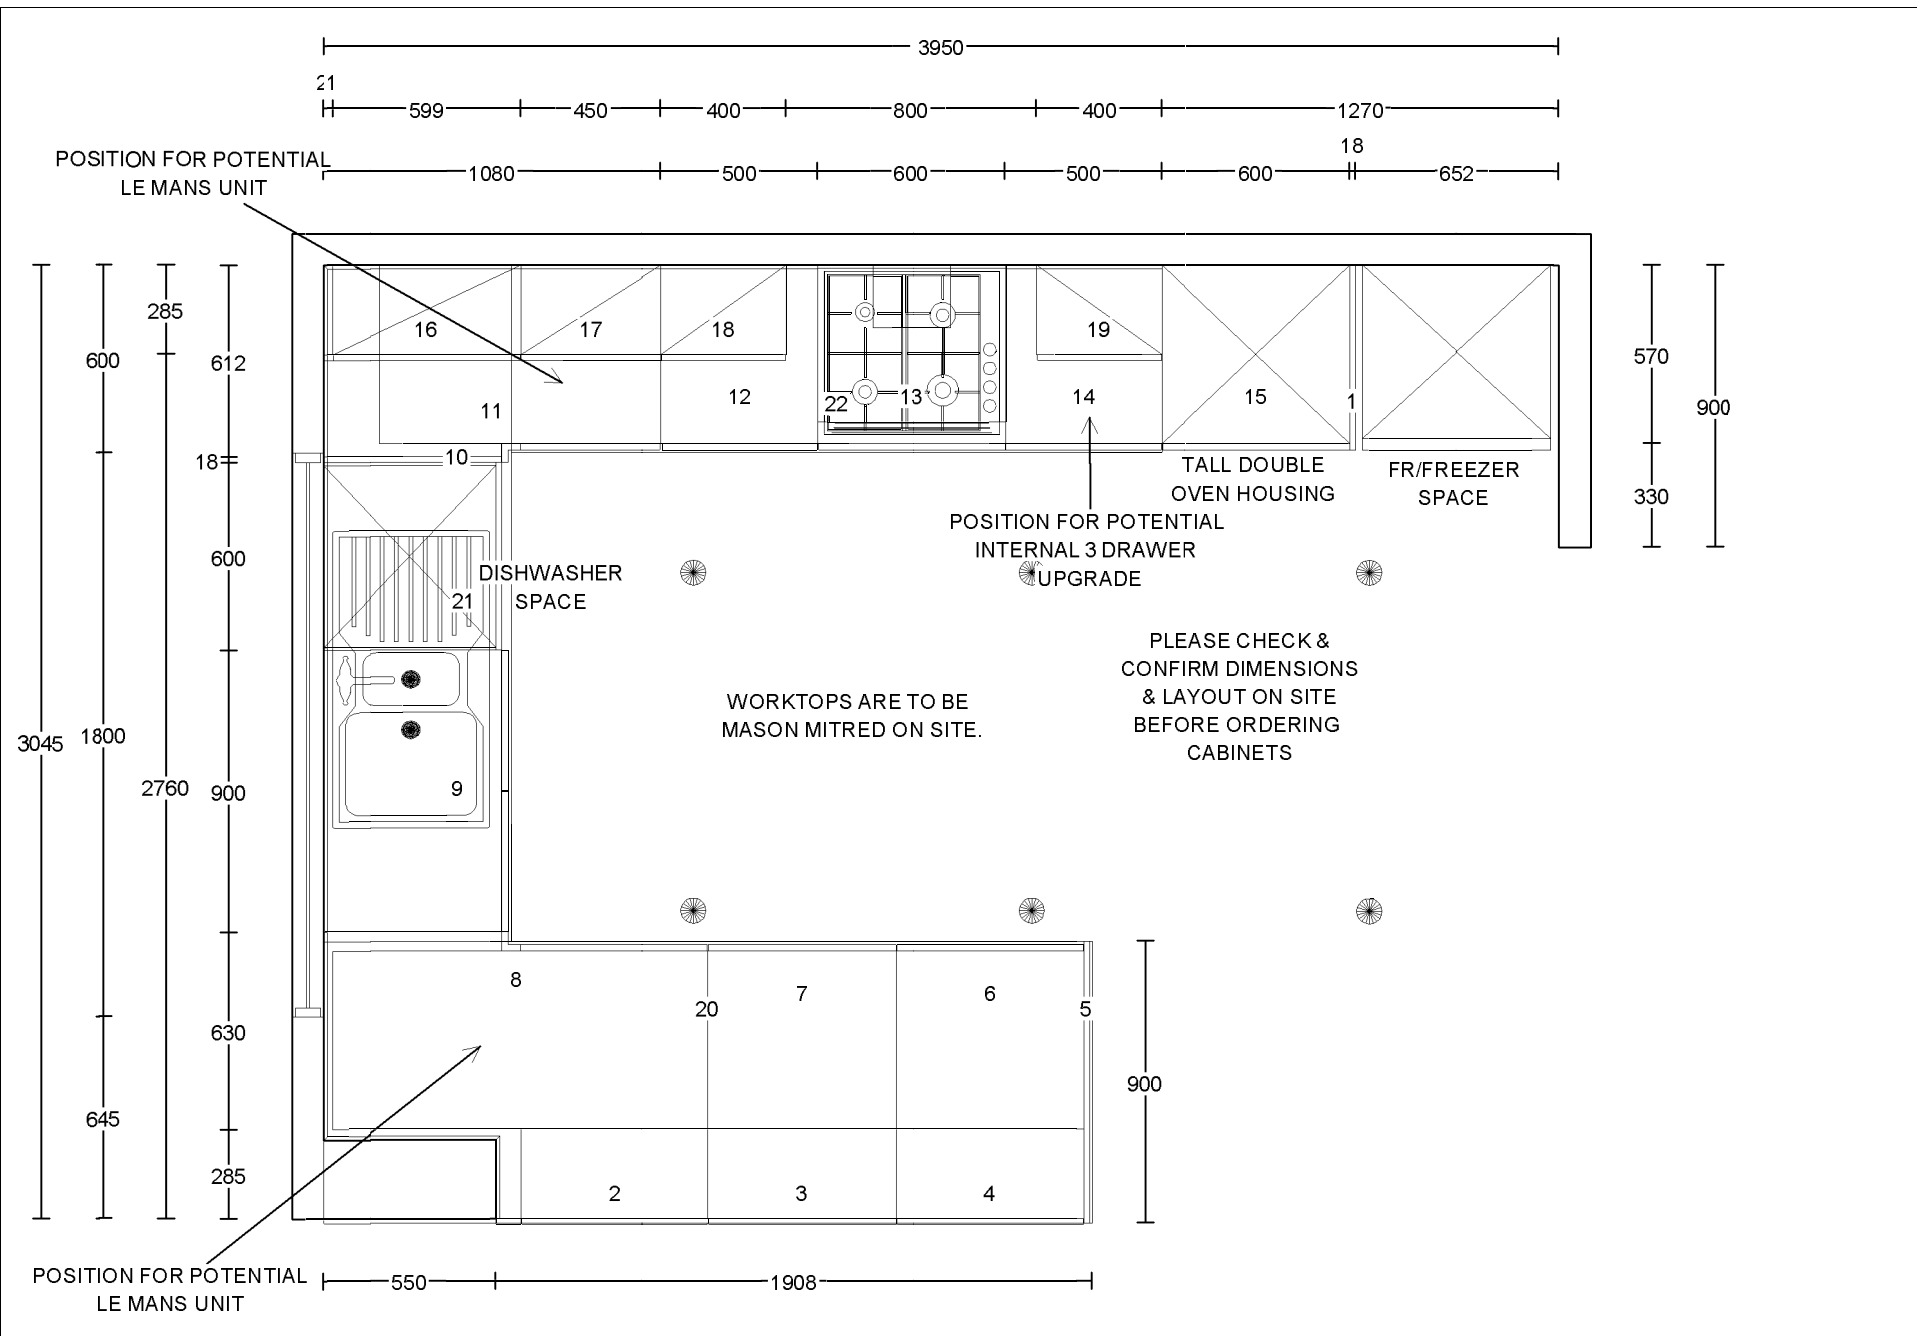 3950
21
599 450 400 800 400 1270
18
1080 500 600 500 600 652
POSITION FOR POTENTIAL
LE MANS UNIT
285
600
612
16 17 18 19
11 12 22 13 14 15 1
570
900
18
10
TALL DOUBLE
OVEN HOUSING
FR/FREEZER
SPACE
330
POSITION FOR POTENTIAL
INTERNAL 3 DRAWER
UPGRADE
600
DISHWASHER
SPACE
21
PLEASE CHECK &
CONFIRM DIMENSIONS
& LAYOUT ON SITE
BEFORE ORDERING
CABINETS
WORKTOPS ARE TO BE
MASON MITRED ON SITE.
3045 1800
2760 900
9
8 7 6
20 5
630
900
645
285
2 3 4
POSITION FOR POTENTIAL
LE MANS UNIT
550 1908